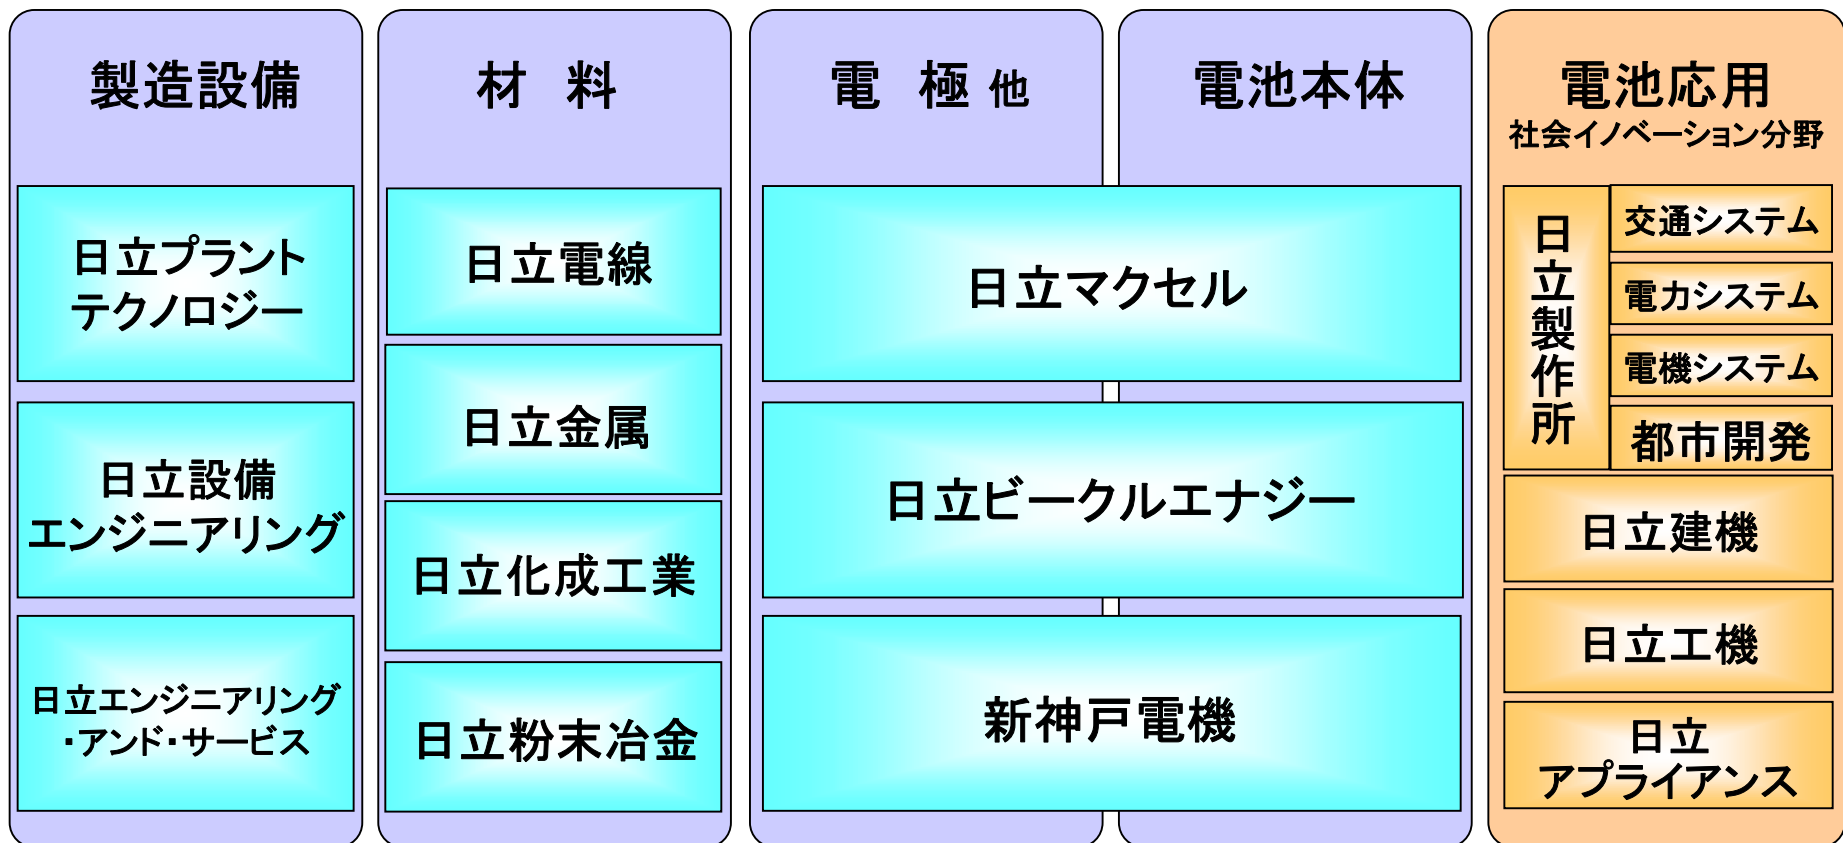 製造設備
日立プラント
テクノロジー
日立設備
エンジニアリング
日立エンジニアリング
・アンド・サービス
材　料
日立電線
日立金属
日立化成工業
日立粉末冶金
電　極 他
電池本体
日立マクセル
日立ビークルエナジー
新神戸電機
電池応用
社会イノベーション分野
日立製作所
交通システム
電力システム
電機システム
都市開発
日立建機
日立工機
日立
アプライアンス